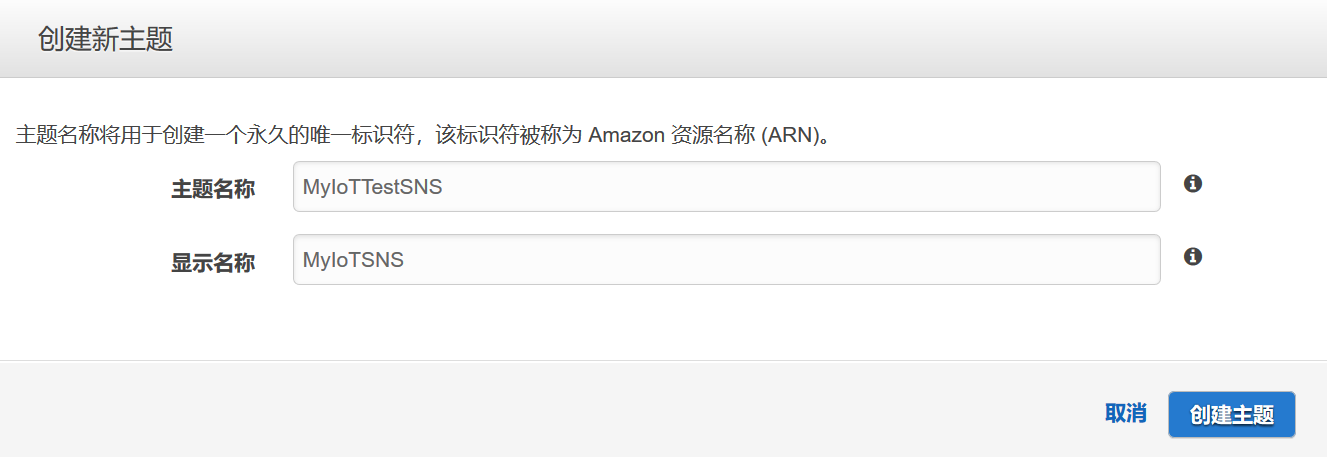 创建新主题
主题名称将用于创建一个永久的唯一标识符，该标识符被称为 Amazon 资源名称 (ARN)。
主题名称 MyIoTTestSNS
显示名称 MyIoTSNS
取消 创建主题